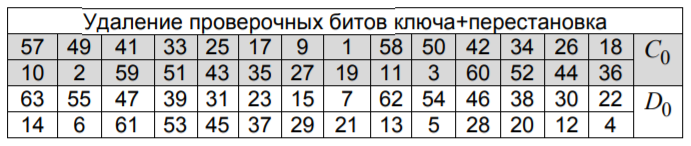 Удаление проверочных битов ключа+перестановка
57 49 41 33 25 17 9 1 58 50 42 34 26 18 C0
10 2 59 51 43 35 27 19 11 3 60 52 44 36
63 55 47 39 31 23 15 7 62 54 46 38 30 22 D0
14 6 61 53 45 37 29 21 13 5 28 20 12 4